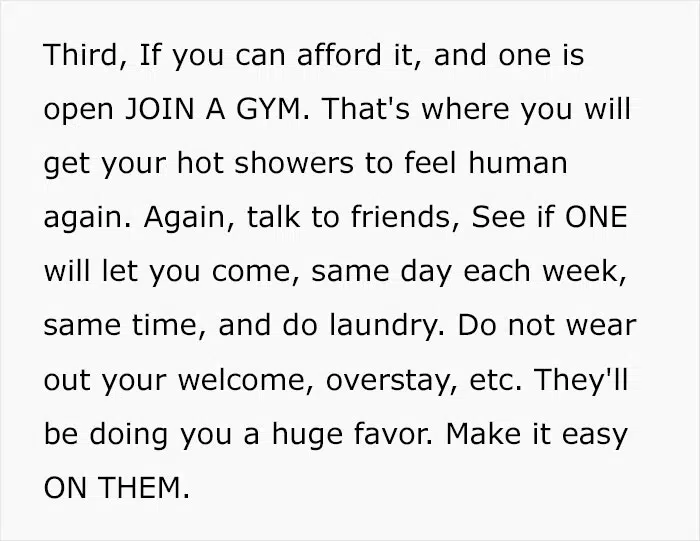 Third, If you can afford it, and one is
open JOIN A GYM. That's where you will
get your hot showers to feel human
again. Again, talk to friends, See if ONE
will let you come, same day each week,
same time, and do laundry. Do not wear
out your welcome, overstay, etc. They'll
be doing you a huge favor. Make it easy
ON THEM.